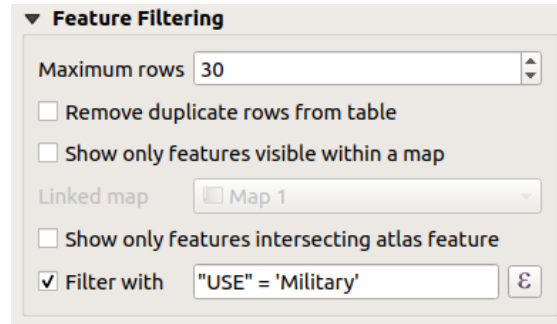 Feature Filtering
Maximum rows 30
Remove duplicate rows from table
Show only features visible within a map
Linked map Map 1
Show only features intersecting atlas feature
Filter with "USE" = 'Military' ε